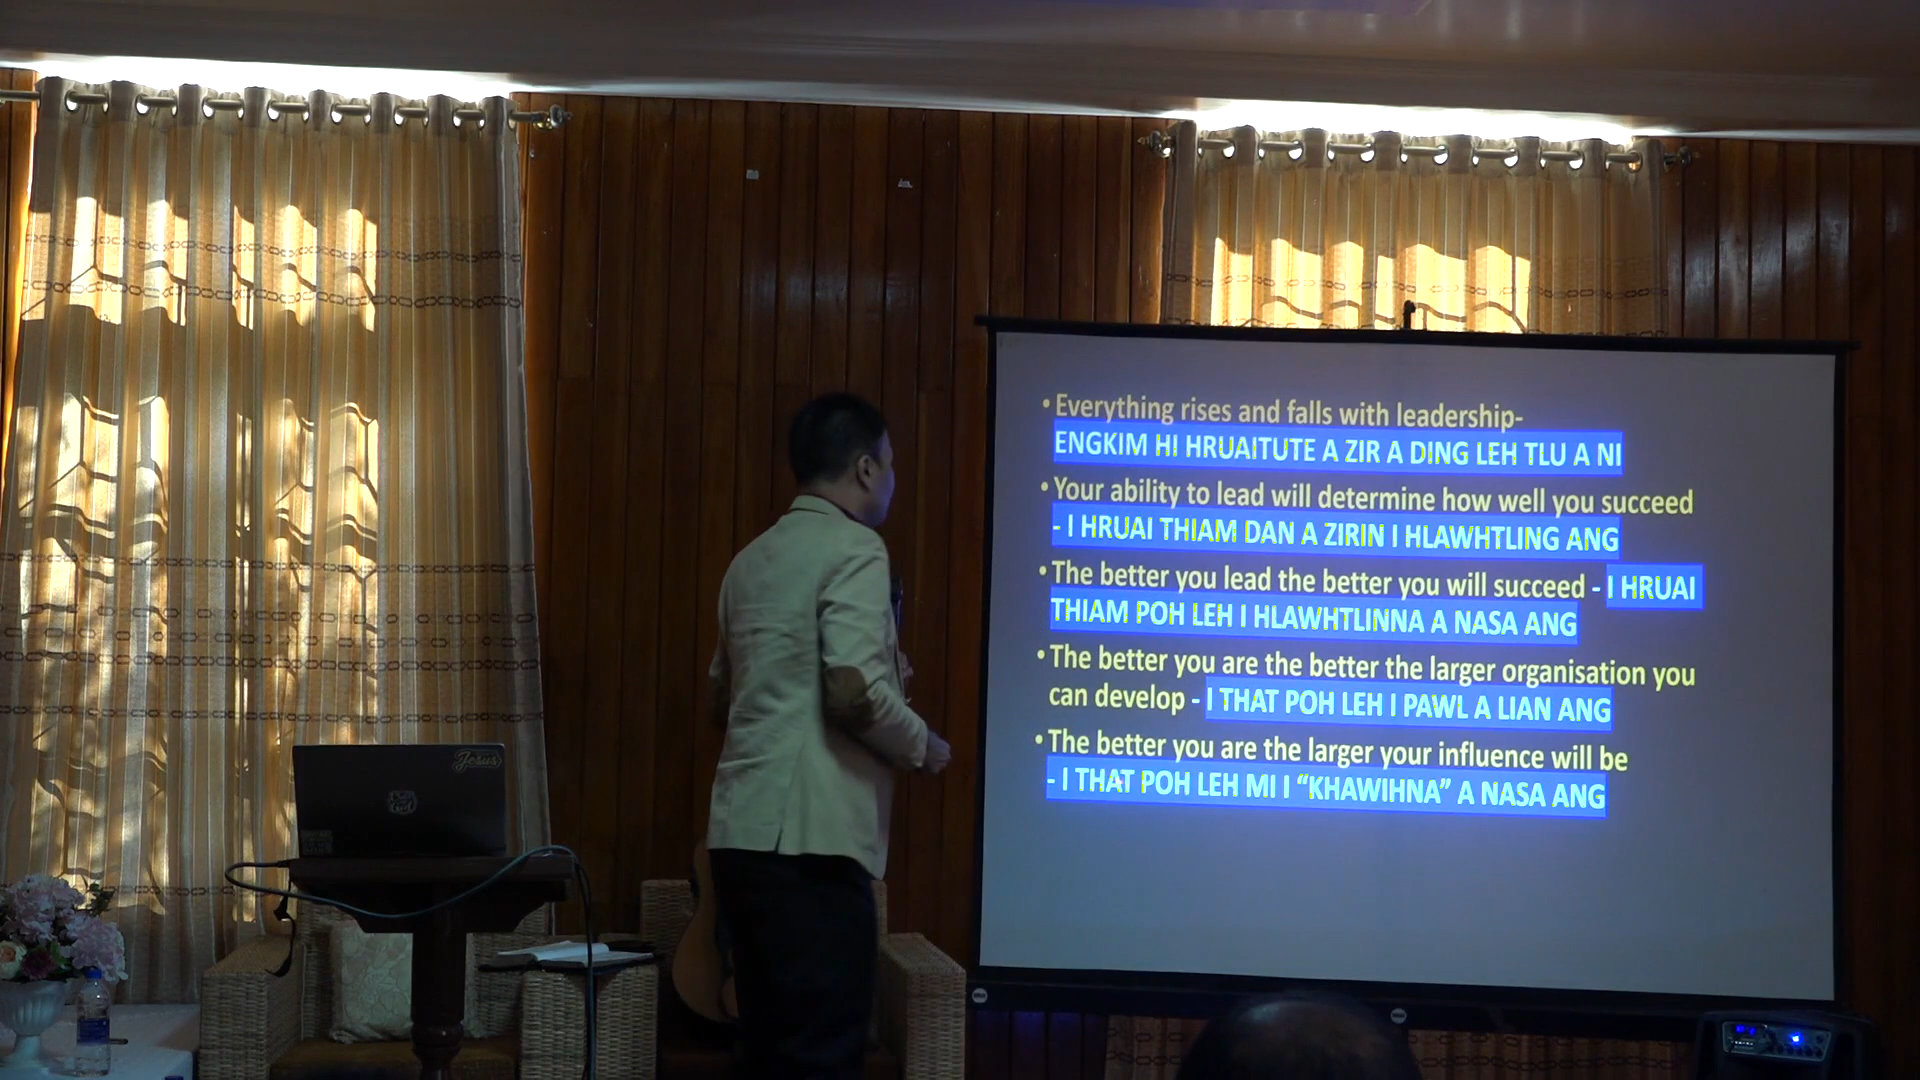 • Everything rises and falls with leadership-
ENGKIM HI HRUAITUTE A ZIR A DING LEH TLU A NI
• Your ability to lead will determine how well you succeed
- I HRUAI THIAM DAN A ZIRIN I HLAWHTLING ANG
• The better you lead the better you will succeed - I HRUAI
THIAM POH LEH I HLAWHTLINNA A NASA ANG
• The better you are the better the larger organisation you
can develop - I THAT POH LEH I PAWL A LIAN ANG
• The better you are the larger your influence will be
- I THAT POH LEH MI I “KHAWIHNA” A NASA ANG
Jesus